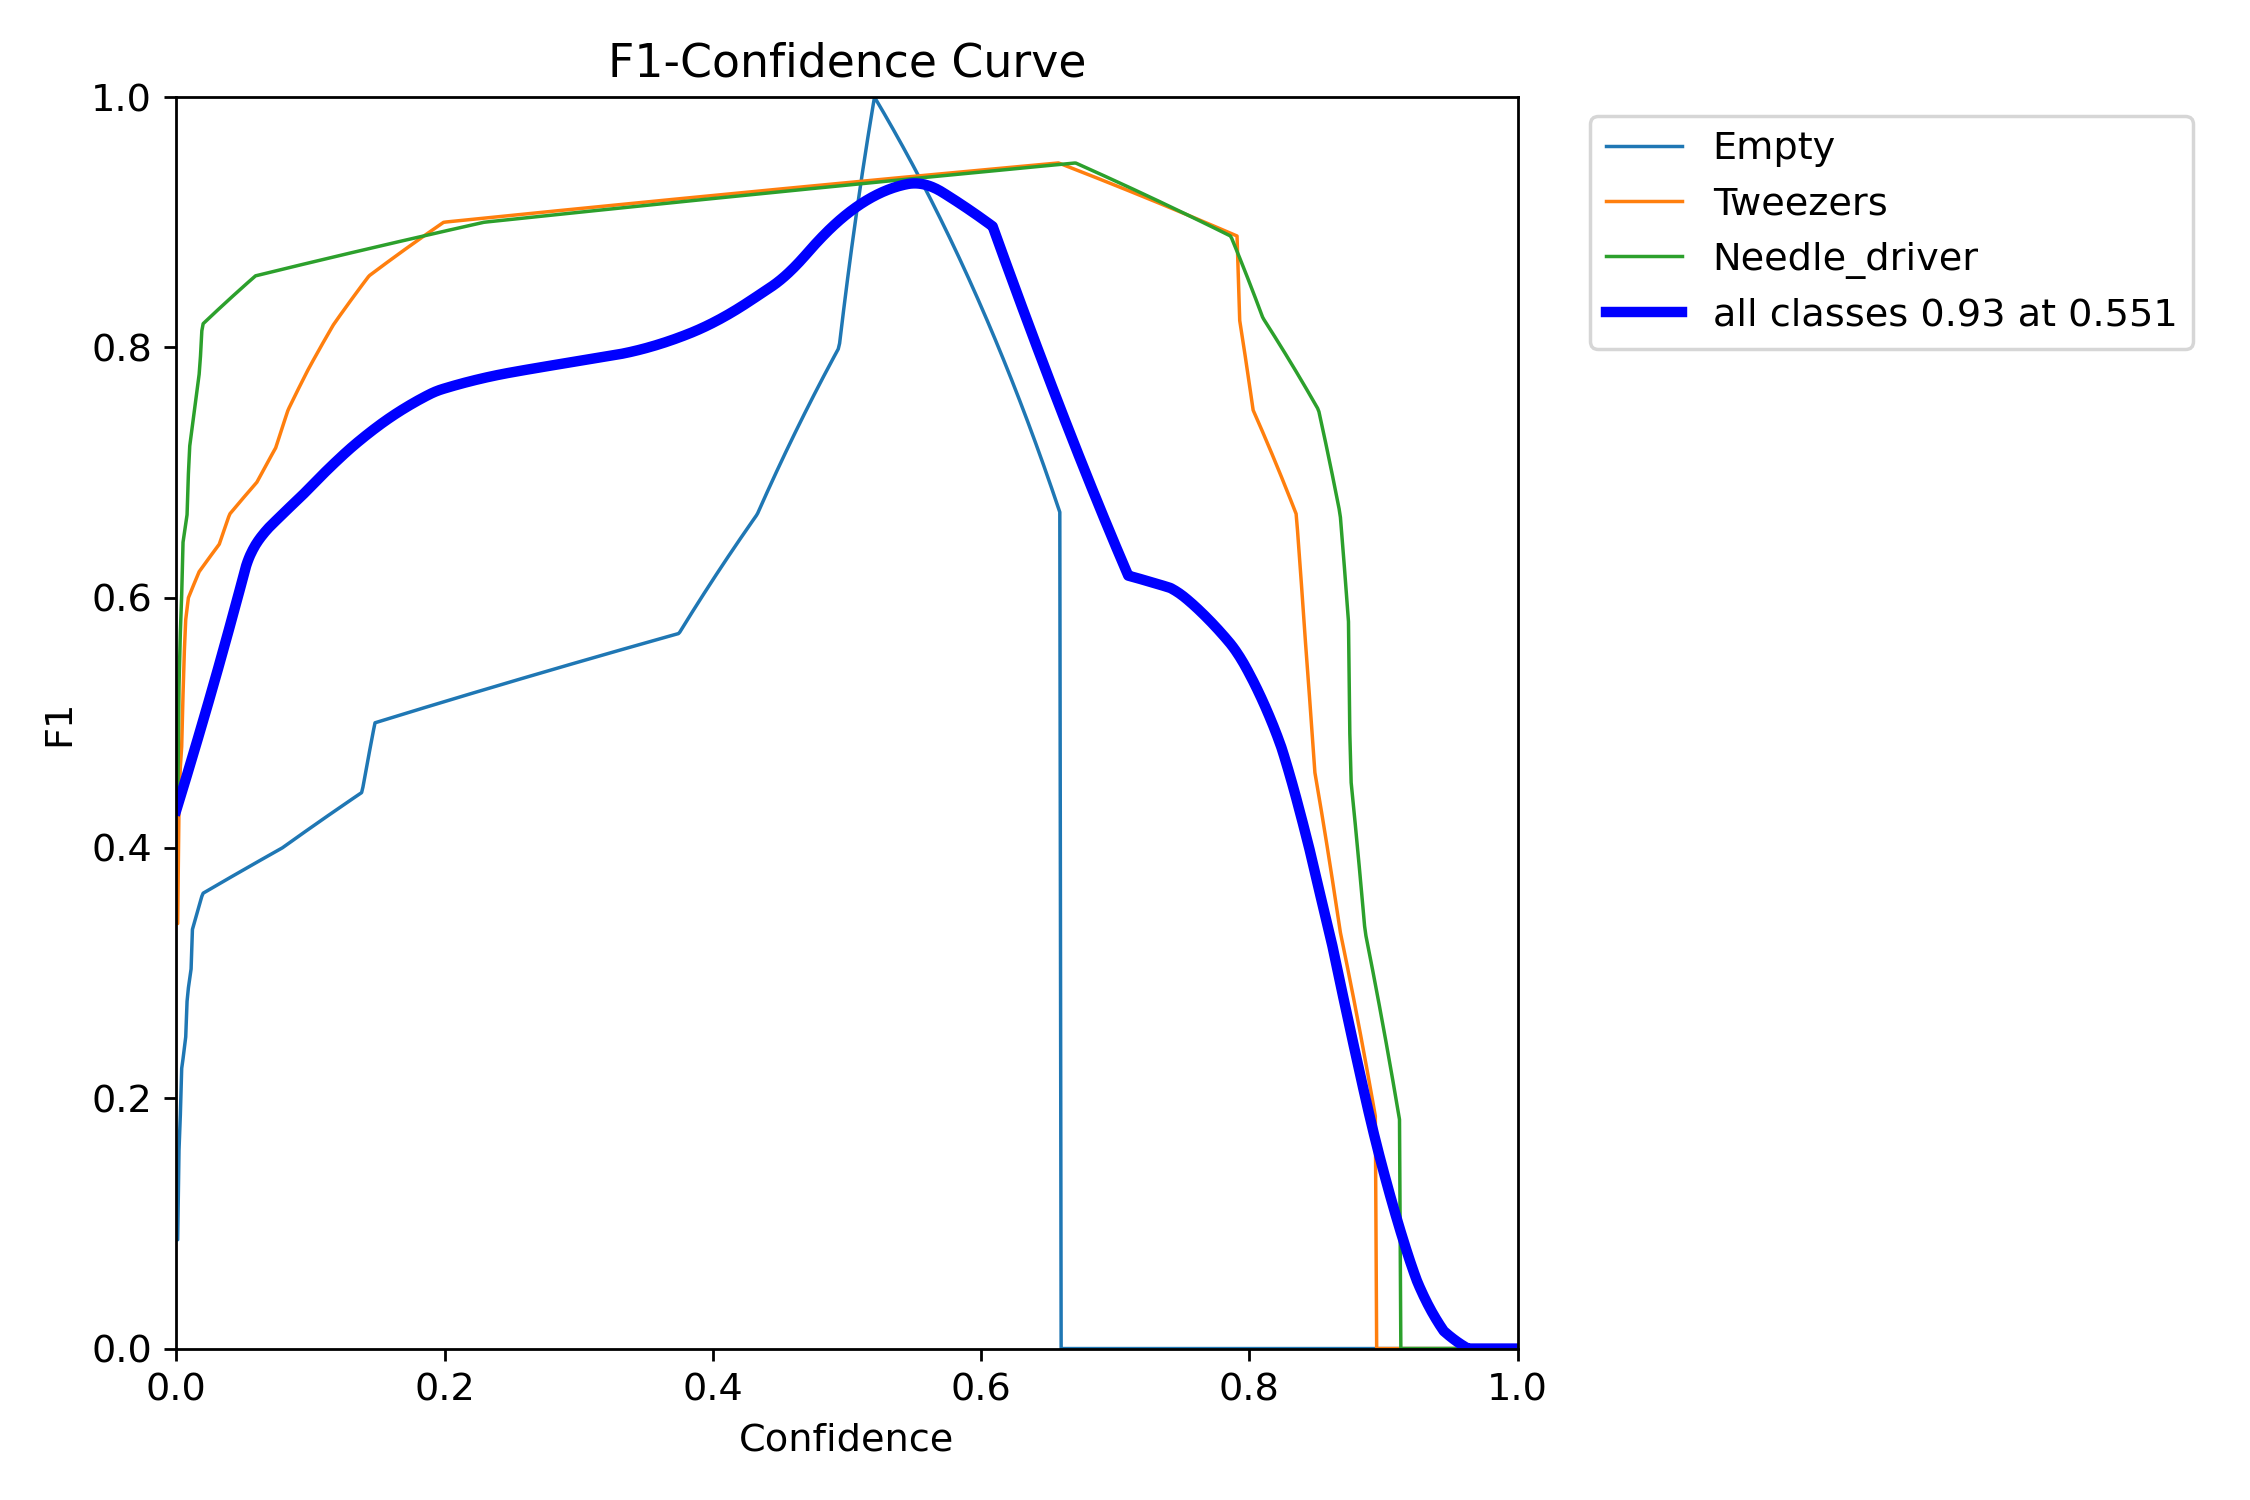 F1-Confidence Curve
1.0
0.8
0.6
0.4
0.2
0.0
F1
0.0 0.2 0.4 0.6 0.8 1.0
Confidence
Empty
Tweezers
Needle_driver
all classes 0.93 at 0.551